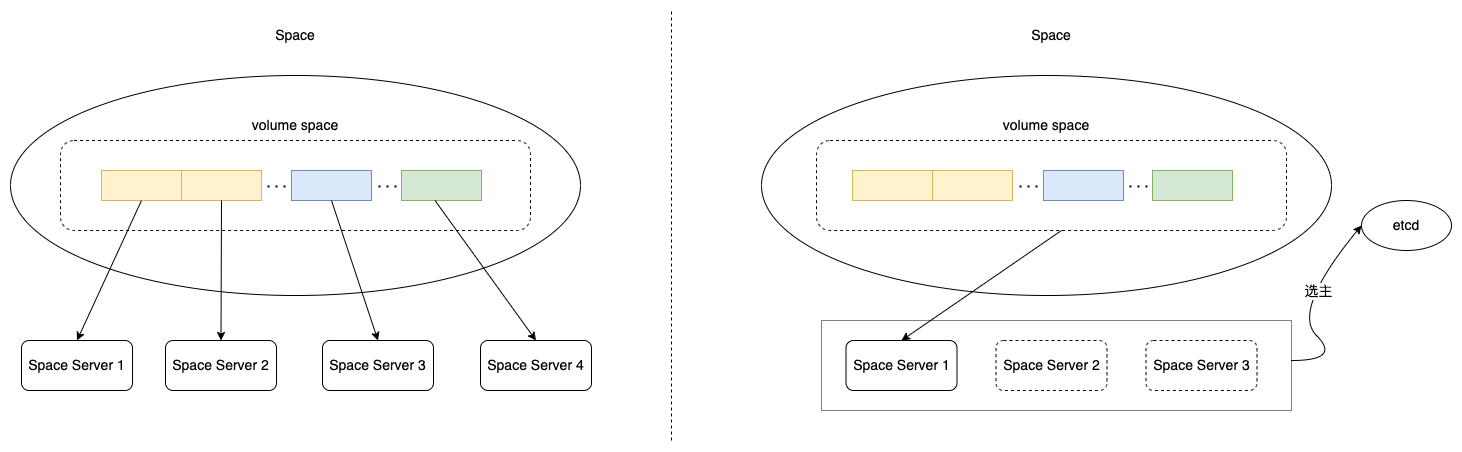 Space
volume space
...
...
Space Server 1
Space Server 2
Space Server 3
Space Server 4
Space
volume space
...
...
etcd
选主
Space Server 1
Space Server 2
Space Server 3